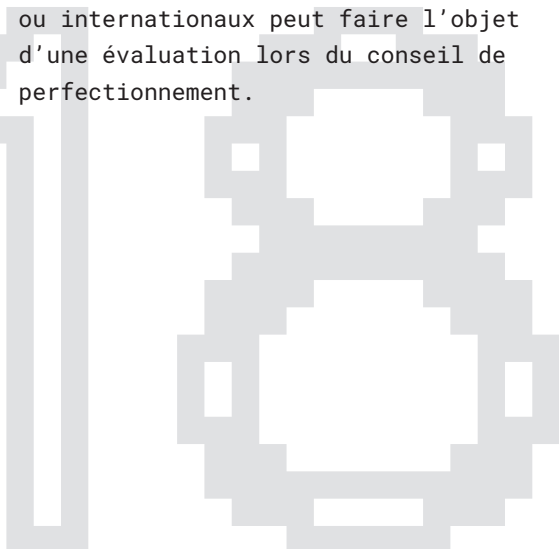 ou internationaux peut faire l’objet
d’une évaluation lors du conseil de
perfectionnement.
18